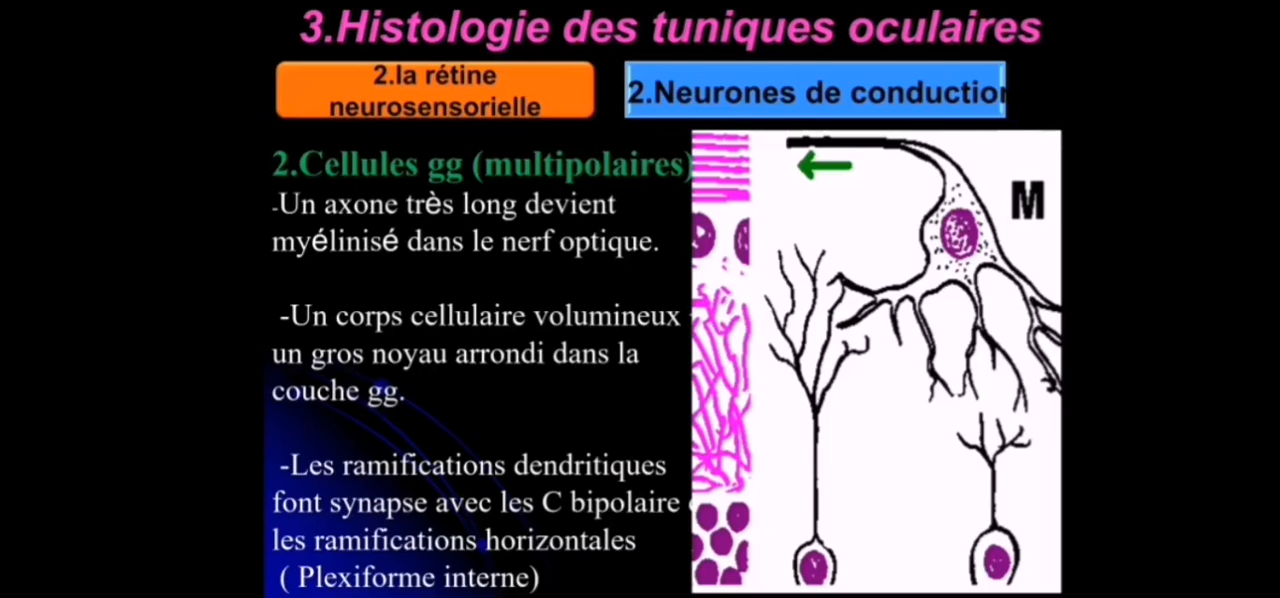 3.Histologie des tuniques oculaires
2.la rétine
neurosensorielle
2.Neurones de conduction
2.Cellules gg (multipolaires)
-Un axone très long devient
myélinisé dans le nerf optique.
-Un corps cellulaire volumineux
un gros noyau arrondi dans la
couche gg.
-Les ramifications dendritiques
font synapse avec les C bipolaire
les ramifications horizontales
( Plexiforme interne)
M